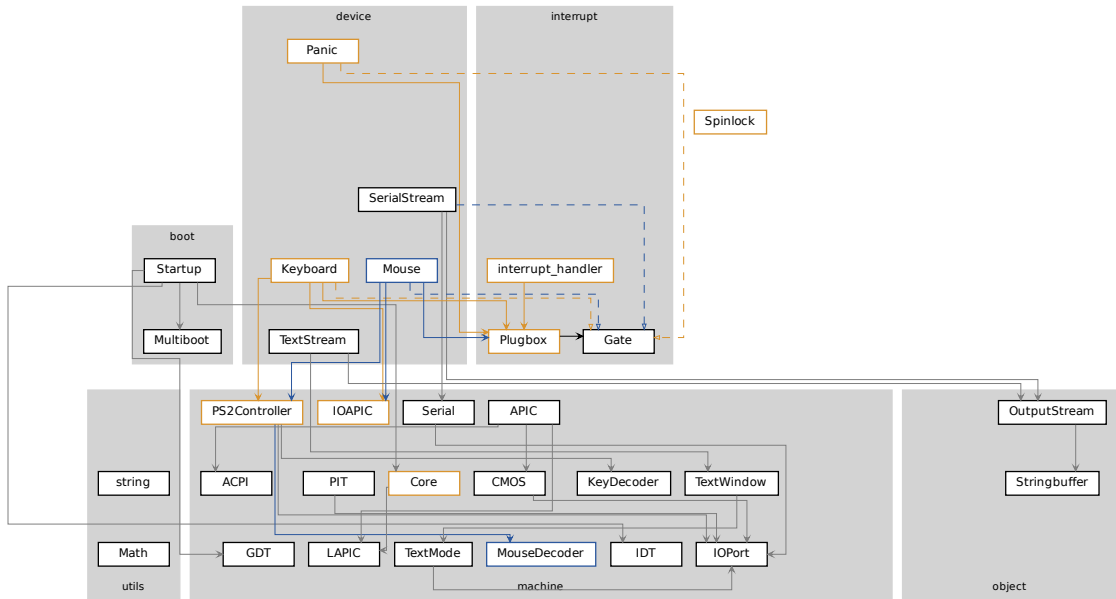 device
interrupt
Panic
Spinlock
SerialStream
boot
Startup
Keyboard
Mouse
interrupt_handler
Multiboot
TextStream
Plugbox
Gate
PS2Controller
IOAPIC
Serial
APIC
OutputStream
string
ACPI
PIT
Core
CMOS
KeyDecoder
TextWindow
Stringbuffer
Math
GDT
LAPIC
TextMode
MouseDecoder
IDT
IOPort
utils
machine
object